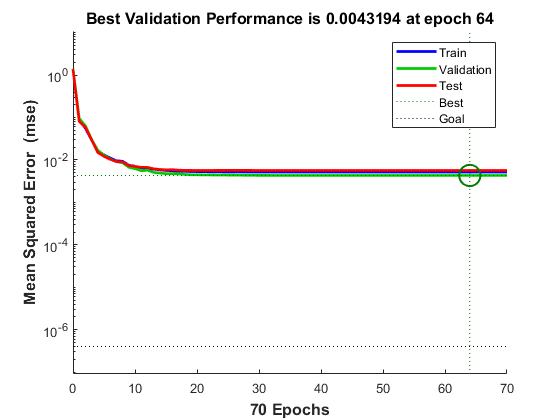 Best Validation Performance is 0.0043194 at epoch 64
Mean Squared Error (mse)
10^0
10^-2
10^-4
10^-6
Train
Validation
Test
Best
Goal
0 10 20 30 40 50 60 70
70 Epochs